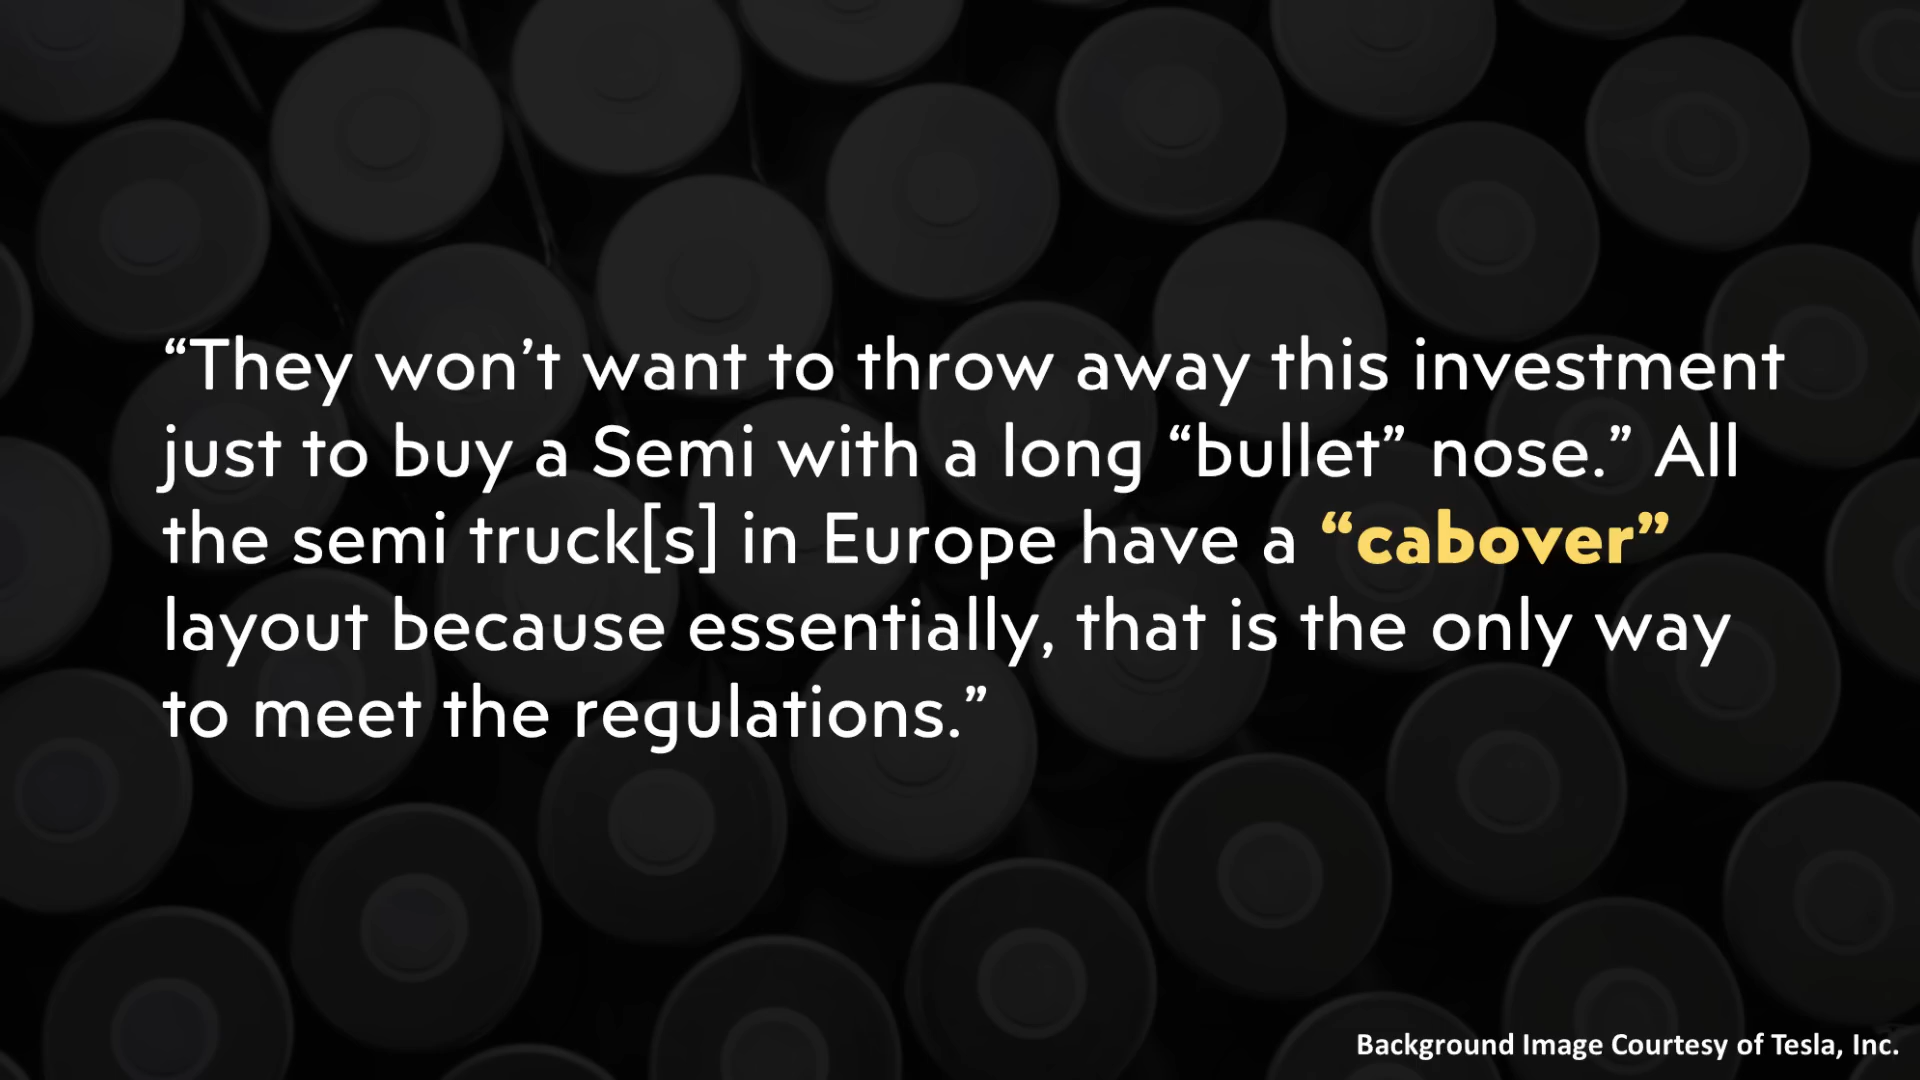 “They won’t want to throw away this investment
just to buy a Semi with a long “bullet” nose.” All
the semi truck[s] in Europe have a “cabover”
layout because essentially, that is the only way
to meet the regulations.”
Background Image Courtesy of Tesla, Inc.